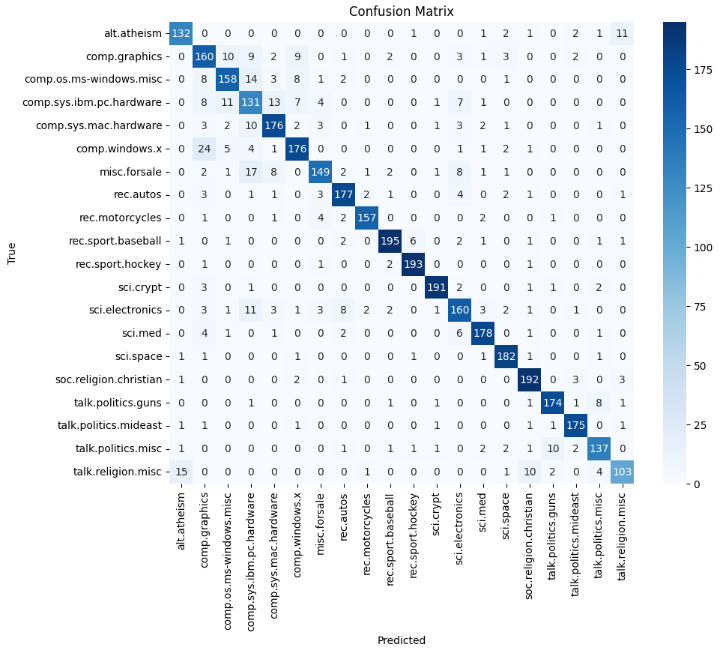 Confusion Matrix
alt.atheism 132 0 0 0 0 0 0 0 0 1 0 0 1 2 1 0 2 1 11
comp.graphics 0 160 10 9 2 9 0 1 0 2 0 0 3 1 3 0 0 2 0 0
comp.os.ms-windows.misc 0 8 158 14 3 8 1 2 0 0 0 0 0 0 1 0 0 0 0 0
comp.sys.ibm.pc.hardware 0 8 11 131 13 7 4 0 0 0 0 1 7 1 0 0 0 0 0 0
comp.sys.mac.hardware 0 3 2 10 176 2 3 0 1 0 0 1 3 2 1 0 0 0 1 0
comp.windows.x 0 24 5 4 1 176 0 0 0 0 0 0 1 1 2 1 0 0 0 0
misc.forsale 0 2 1 17 8 0 149 2 1 2 0 1 8 1 1 0 0 0 0 0
rec.autos 0 3 0 1 1 0 3 177 2 1 0 0 4 0 2 1 0 0 0 1
rec.motorcycles 0 1 0 0 1 0 4 2 157 0 0 0 0 2 0 0 1 0 0 0
rec.sport.baseball 1 0 1 0 0 0 0 2 0 195 6 0 2 1 0 1 0 0 1 1
rec.sport.hockey 0 1 0 0 0 0 1 0 0 2 193 0 0 0 0 1 0 0 0 0
sci.crypt 0 3 0 1 0 0 0 0 0 0 0 191 2 0 0 1 1 0 2 0
sci.electronics 0 3 1 11 3 1 3 8 2 2 0 1 160 3 2 1 0 1 0 0
sci.med 0 4 0 1 1 0 0 2 0 0 0 0 6 178 0 1 0 0 1 0
sci.space 1 1 0 0 0 1 0 0 0 0 1 0 0 1 182 1 0 0 1 0
soc.religion.christian 1 0 0 0 0 2 0 1 0 0 0 0 0 0 0 192 0 3 0 3
talk.politics.guns 0 0 0 0 0 0 0 0 0 1 0 1 0 0 0 1 174 1 8 1
talk.politics.mideast 1 1 0 0 0 1 0 0 0 0 0 0 0 0 0 1 0 175 0 1
talk.politics.misc 1 0 0 0 0 0 0 1 0 1 1 1 0 2 2 1 10 2 137 0
talk.religion.misc 15 0 0 0 0 0 0 0 1 0 0 0 0 0 1 10 2 0 4 103
True
alt.atheism
comp.graphics
comp.os.ms-windows.misc
comp.sys.ibm.pc.hardware
comp.sys.mac.hardware
comp.windows.x
misc.forsale
rec.autos
rec.motorcycles
rec.sport.baseball
rec.sport.hockey
sci.crypt
sci.electronics
sci.med
sci.space
soc.religion.christian
talk.politics.guns
talk.politics.mideast
talk.politics.misc
talk.religion.misc
Predicted
175
150
125
100
75
50
25
0